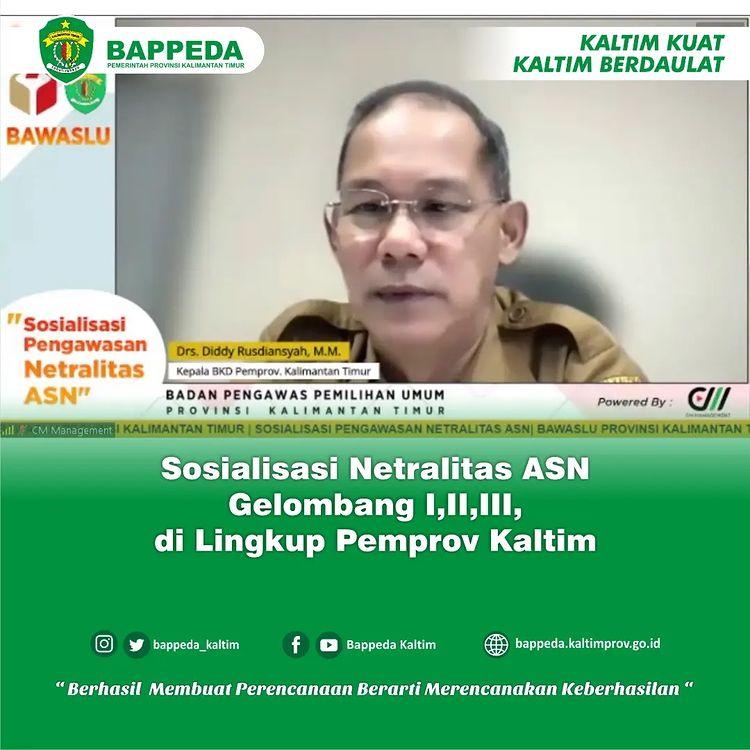 BAPPEDA
PEMERINTAH PROVINSI KALIMANTAN TIMUR
KALTIM KUAT
KALTIM BERDAULAT
BAWASLU
"Sosialisasi
Pengawasan
Netralitas
ASN"
Drs. Diddy Rusdiansyah, M.M.
Kepala BKD Pemprov. Kalimantan Timur
BADAN PENGAWAS PEMILIHAN UMUM
PROVINSI KALIMANTAN TIMUR
Powered By :
CM Management
I KALIMANTAN TIMUR | SOSIALISASI PENGAWASAN NETRALITAS ASN| BAWASLU PROVINSI KALIMANTAN T
Sosialisasi Netralitas ASN
Gelombang I,II,III,
di Lingkup Pemprov Kaltim
bappeda_kaltim
Bappeda Kaltim
bappeda.kaltimprov.go.id
“ Berhasil Membuat Perencanaan Berarti Merencanakan Keberhasilan “